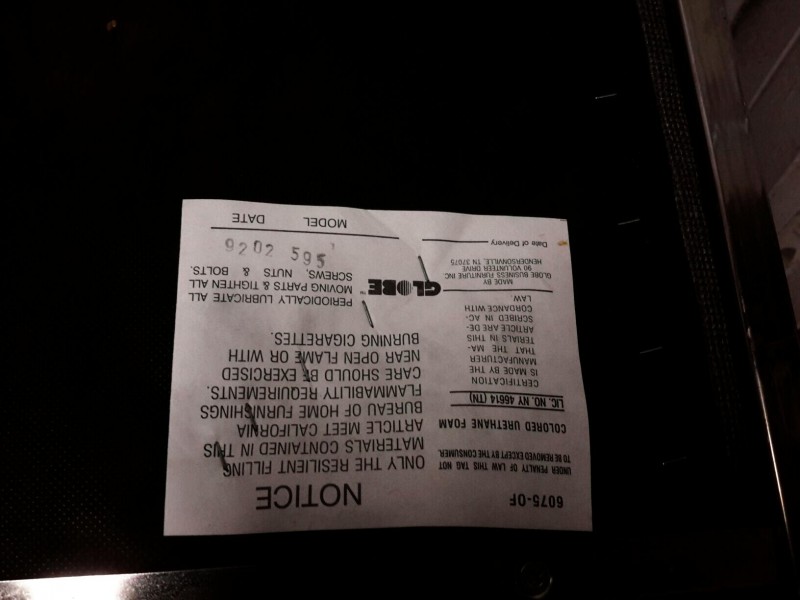 6075-OF
UNDER PENALTY OF LAW THIS TAG NOT
TO BE REMOVED EXCEPT BY THE CONSUMER.
COLORED URETHANE FOAM
LIC. NO. NY 46614 (TN)
CERTIFICATION
IS MADE BY THE
MANUFACTURER
THAT THE MA-
TERIALS IN THIS
ARTICLE ARE DE-
SCRIBED IN AC-
CORDANCE WITH
LAW
MADE BY
GLOBE BUSINESS FURNITURE INC
90 VOLUNTEER DRIVE
HENDERSONVILLE, TN 37075
Date of Delivery
NOTICE
ONLY THE RESILIENT FILLING
MATERIALS CONTAINED IN THIS
ARTICLE MEET CALIFORNIA
BUREAU OF HOME FURNISHINGS
FLAMMABILITY REQUIREMENTS.
CARE SHOULD BE EXERCISED
NEAR OPEN FLAME OR WITH
BURNING CIGARETTES.
GLOBE™
PERIODICALLY LUBRICATE ALL
MOVING PARTS & TIGHTEN ALL
SCREWS, NUTS & BOLTS.
9202 595
MODEL DATE